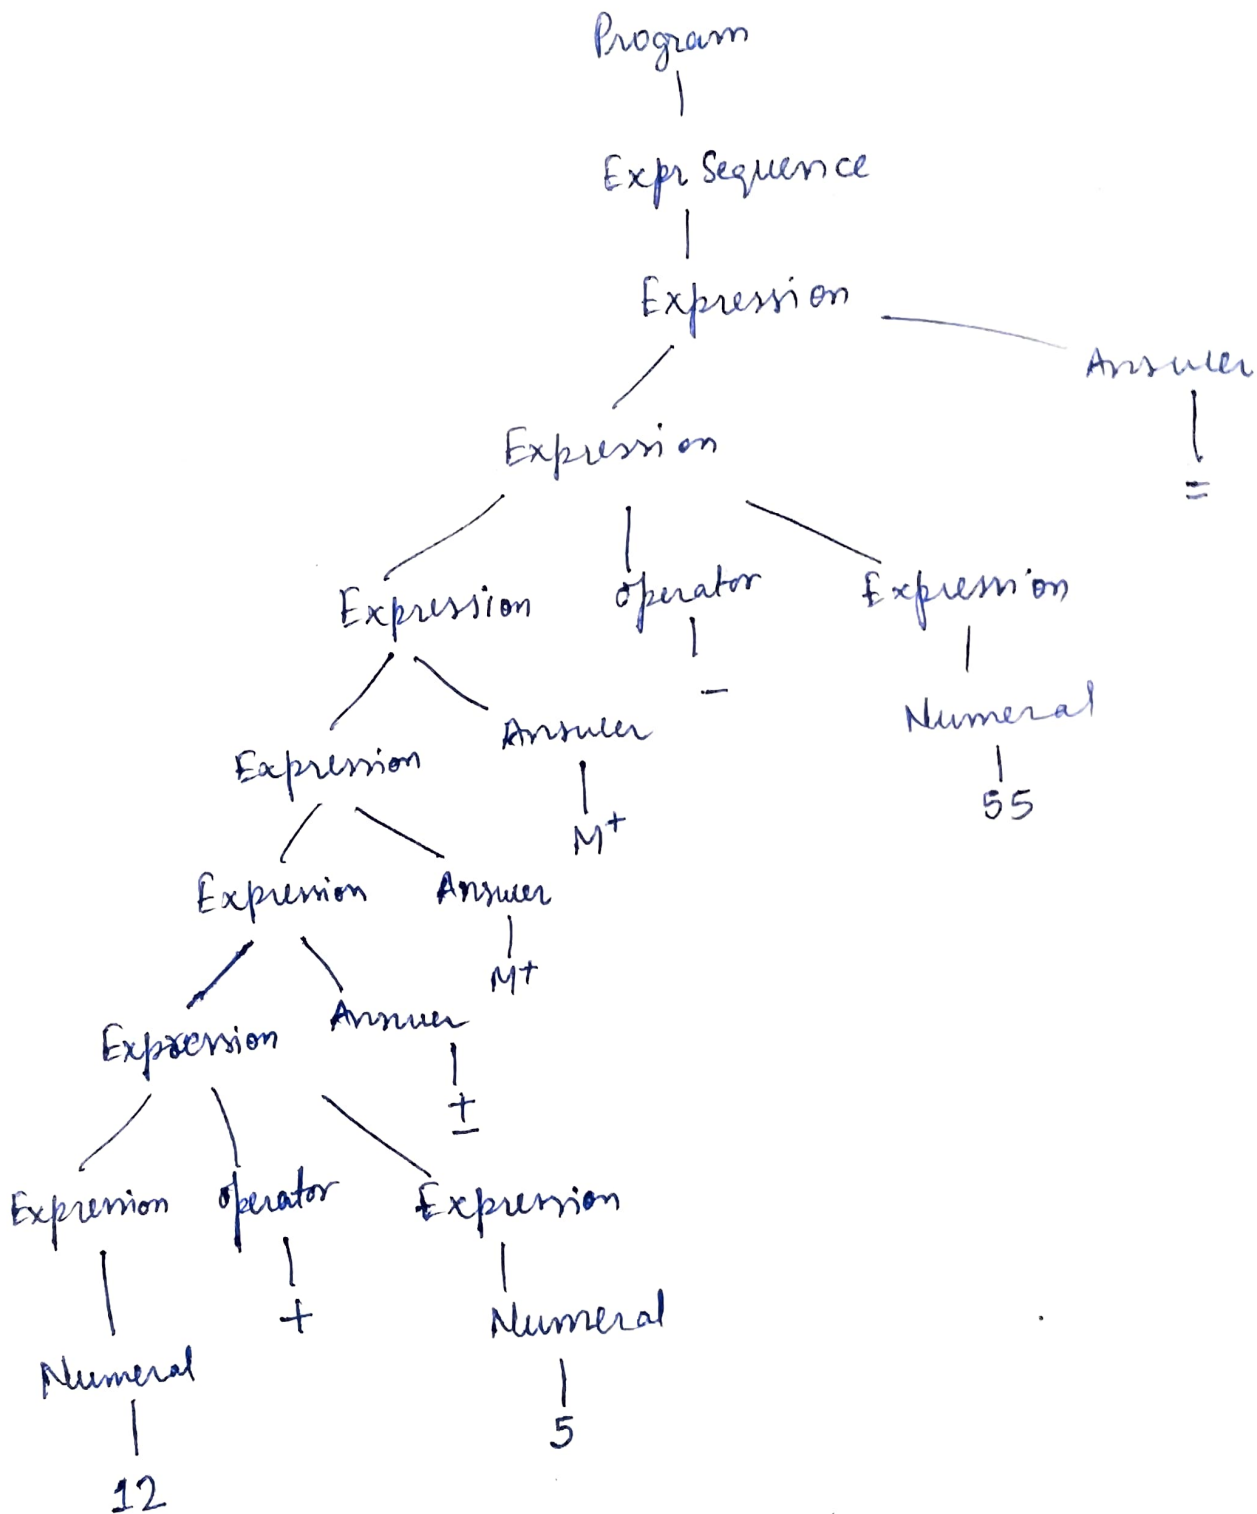 Program
Expr Sequence
Expression
Answer
Expression
=
Expression
operator
Expression
-
Numeral
Answer
Expression
55
M+
Expression
Answer
M+
Answer
Expression
±
Expression
operator
Expression
+
Numeral
Numeral
5
12